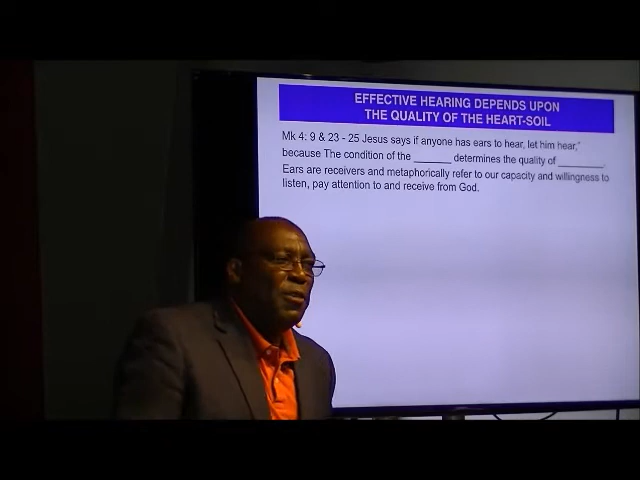 EFFECTIVE HEARING DEPENDS UPON
THE QUALITY OF THE HEART-SOIL
Mk 4: 9 & 23 - 25 Jesus says if anyone has ears to hear, let him hear,"
because The condition of the _______ determines the quality of ________.
Ears are receivers and metaphorically refer to our capacity and willingness to
listen, pay attention to and receive from God.